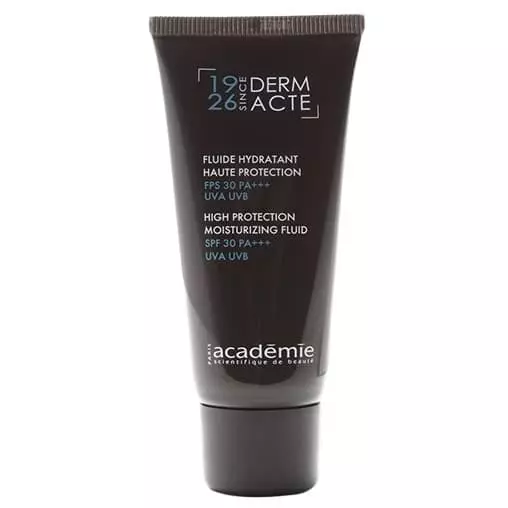 19 SINCE DERM
26 ACTE
FLUIDE HYDRATANT
HAUTE PROTECTION
FPS 30 PA+++
UVA UVB
HIGH PROTECTION
MOISTURIZING FLUID
SPF 30 PA+++
UVA UVB
PARIS académie
scientifique de beauté